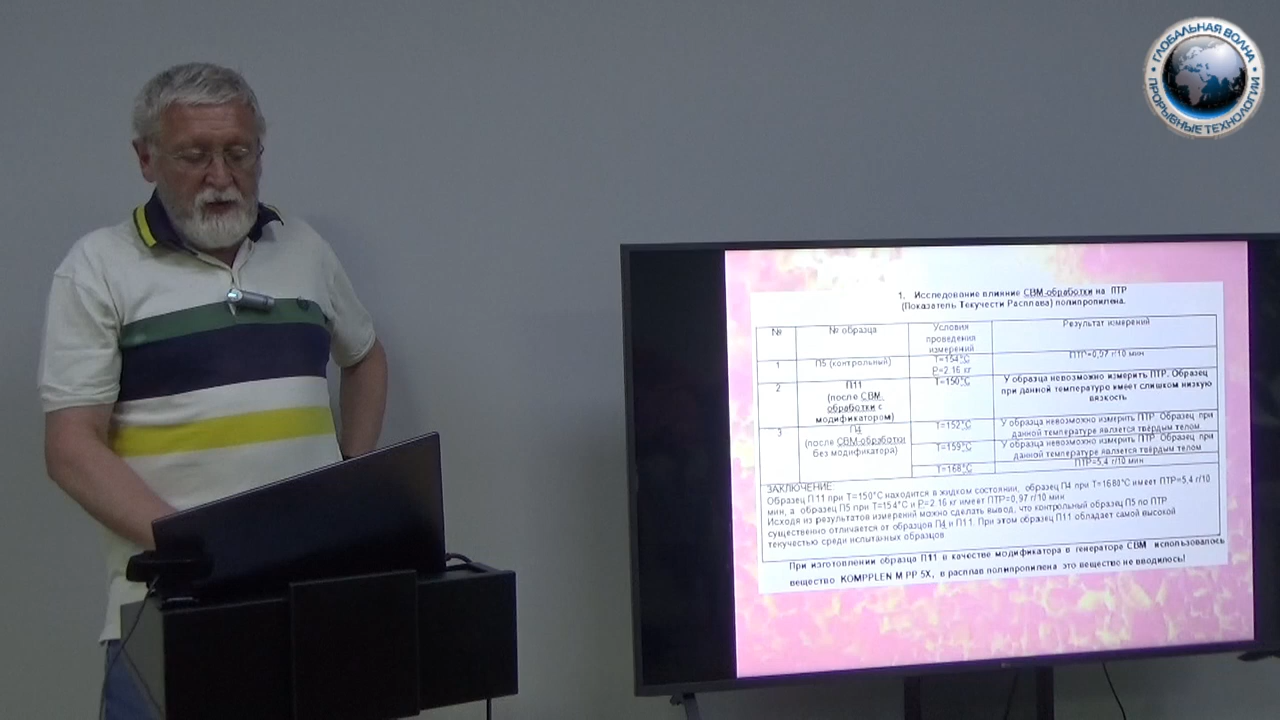 ГЛОБАЛЬНАЯ ВОЛНА
ПРОРЫВНЫЕ ТЕХНОЛОГИИ
1. Исследование влияние СВМ-обработки на ПТР
(Показатель Текучести Расплава) полипропилена.
№
№ образца
Условия
проведения
измерений
Результат измерений
1
П5 (контрольный)
T=154°C
P=2.16 кг
ПТР=0,97 г/10 мин
2
П11
(после СВМ-
обработки с
модификатором)
T=150°C
У образца невозможно измерить ПТР. Образец
при данной температуре имеет слишком низкую
вязкость
3
П4
(после СВМ-обработки
без модификатора)
T=152°C
У образца невозможно измерить ПТР. Образец при
данной температуре является твёрдым телом
T=159°C
У образца невозможно измерить ПТР. Образец при
данной температуре является твёрдым телом
T=168°C
ПТР=5,4 г/10 мин
ЗАКЛЮЧЕНИЕ
Образец П11 при T=150°C находится в жидком состоянии, образец П4 при T=1680°C имеет ПТР=5,4 г/10
мин, а образец П5 при T=154°C и P=2.16 кг имеет ПТР=0,97 г/10 мин
Исходя из результатов измерений можно сделать вывод, что контрольный образец П5 по ПТР
существенно отличается от образцов П4 и П11. При этом образец П11 обладает самой высокой
текучестью среди испытанных образцов
При изготовлении образца П11 в качестве модификатора в генераторе СВМ использовалось
вещество KOMPPLEN M PP 5X, в расплав полипропилена это вещество не вводилось!